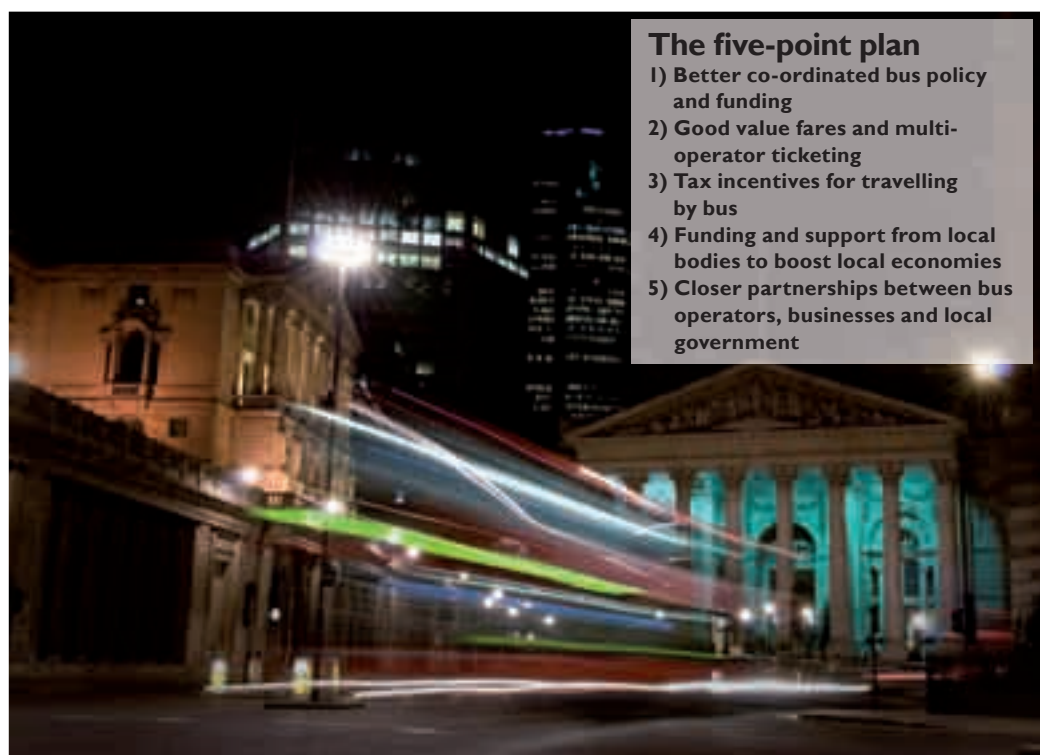 The five-point plan
1) Better co-ordinated bus policy
and funding
2) Good value fares and multi-
operator ticketing
3) Tax incentives for travelling
by bus
4) Funding and support from local
bodies to boost local economies
5) Closer partnerships between bus
operators, businesses and local
government